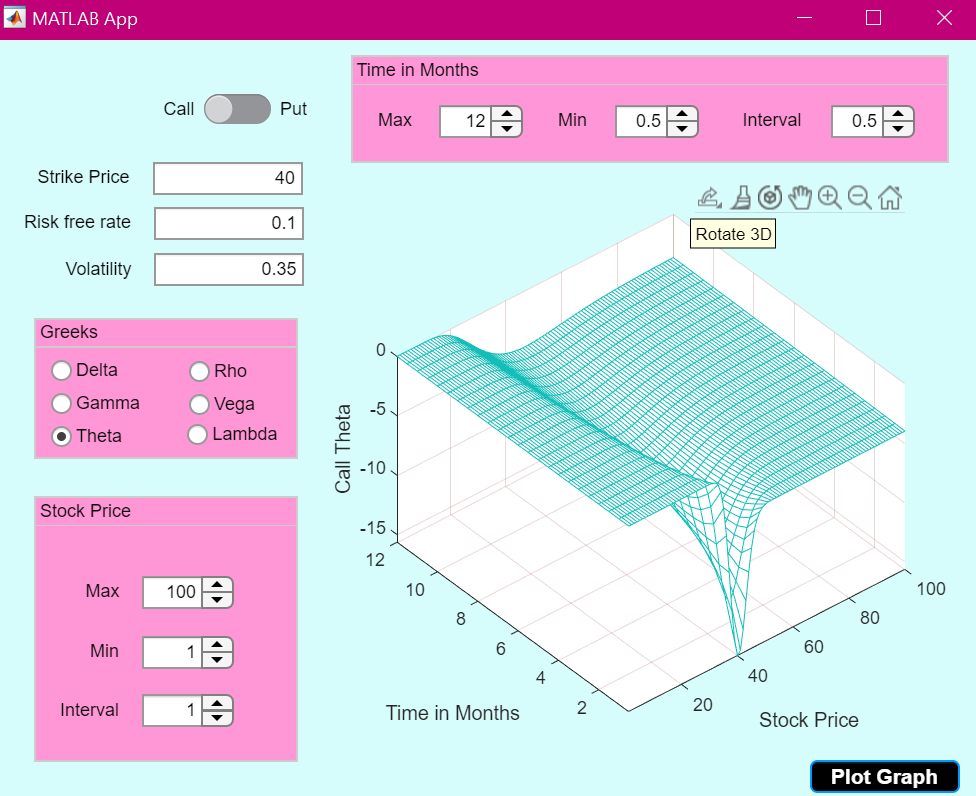 MATLAB App
Time in Months
Call Put
Max 12 Min 0.5 Interval 0.5
Strike Price 40
Risk free rate 0.1
Volatility 0.35
Rotate 3D
Greeks
Delta Rho
Gamma Vega
Theta Lambda
Stock Price
Max 100
Min 1
Interval 1
Call Theta
0
-5
-10
-15
12
10
8
6
4
2
Time in Months
20
40
60
80
100
Stock Price
Plot Graph